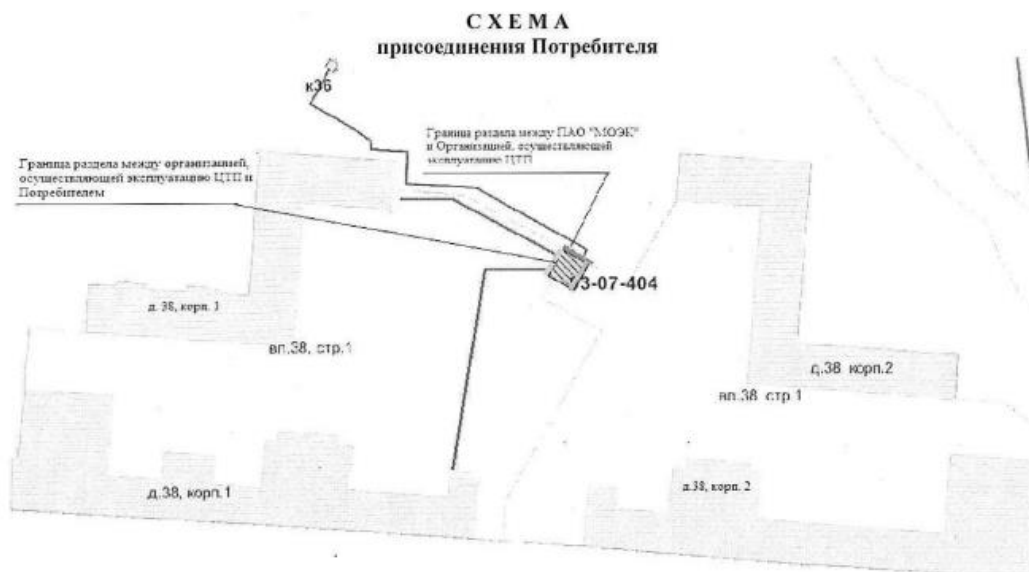 С Х Е М А
присоединения Потребителя
к36
Граница раздела между ПАО "МОЭК"
и Организацией, осуществляющей
эксплуатацию ЦТП
Граница раздела между организацией,
осуществляющей эксплуатацию ЦТП и
Потребителем
3-07-404
д. 38, корп. 1
вп.38, стр.1
д.38 корп.2
вп.38 стр 1
д.38, корп.1
д.38, корп. 2